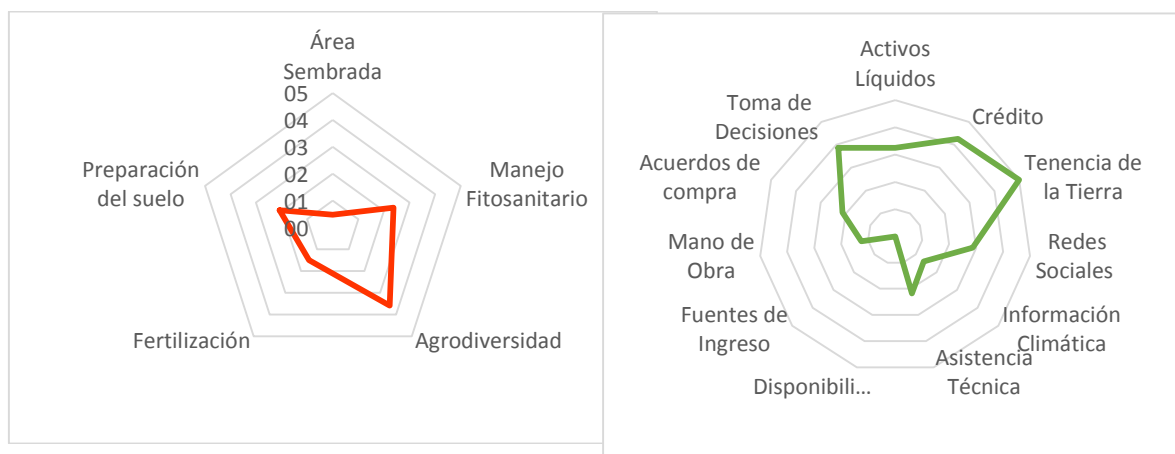 Área
Sembrada
05
04
03
02
01
00
Manejo
Fitosanitario
Agrodiversidad
Fertilización
Preparación
del suelo
Activos
Líquidos
Crédito
Tenencia de
la Tierra
Redes
Sociales
Información
Climática
Asistencia
Técnica
Disponibili...
Fuentes de
Ingreso
Mano de
Obra
Acuerdos de
compra
Toma de
Decisiones